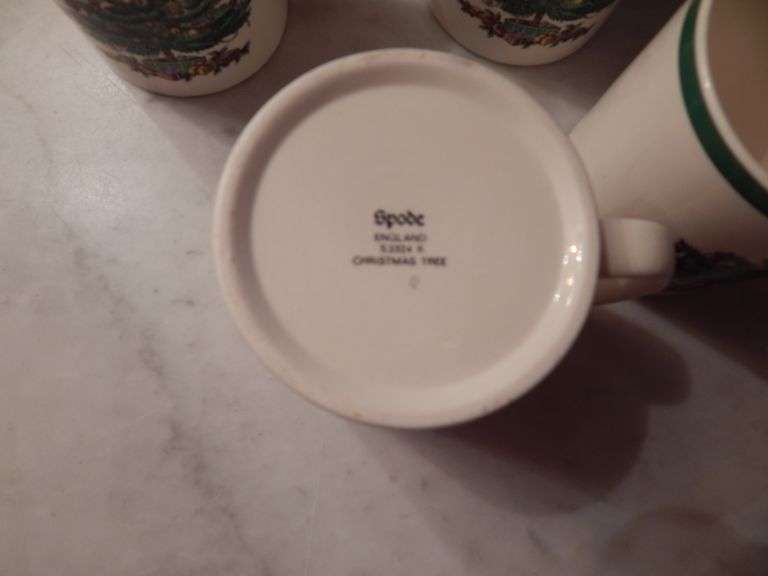 Spode
ENGLAND
S 3324 K
CHRISTMAS TREE